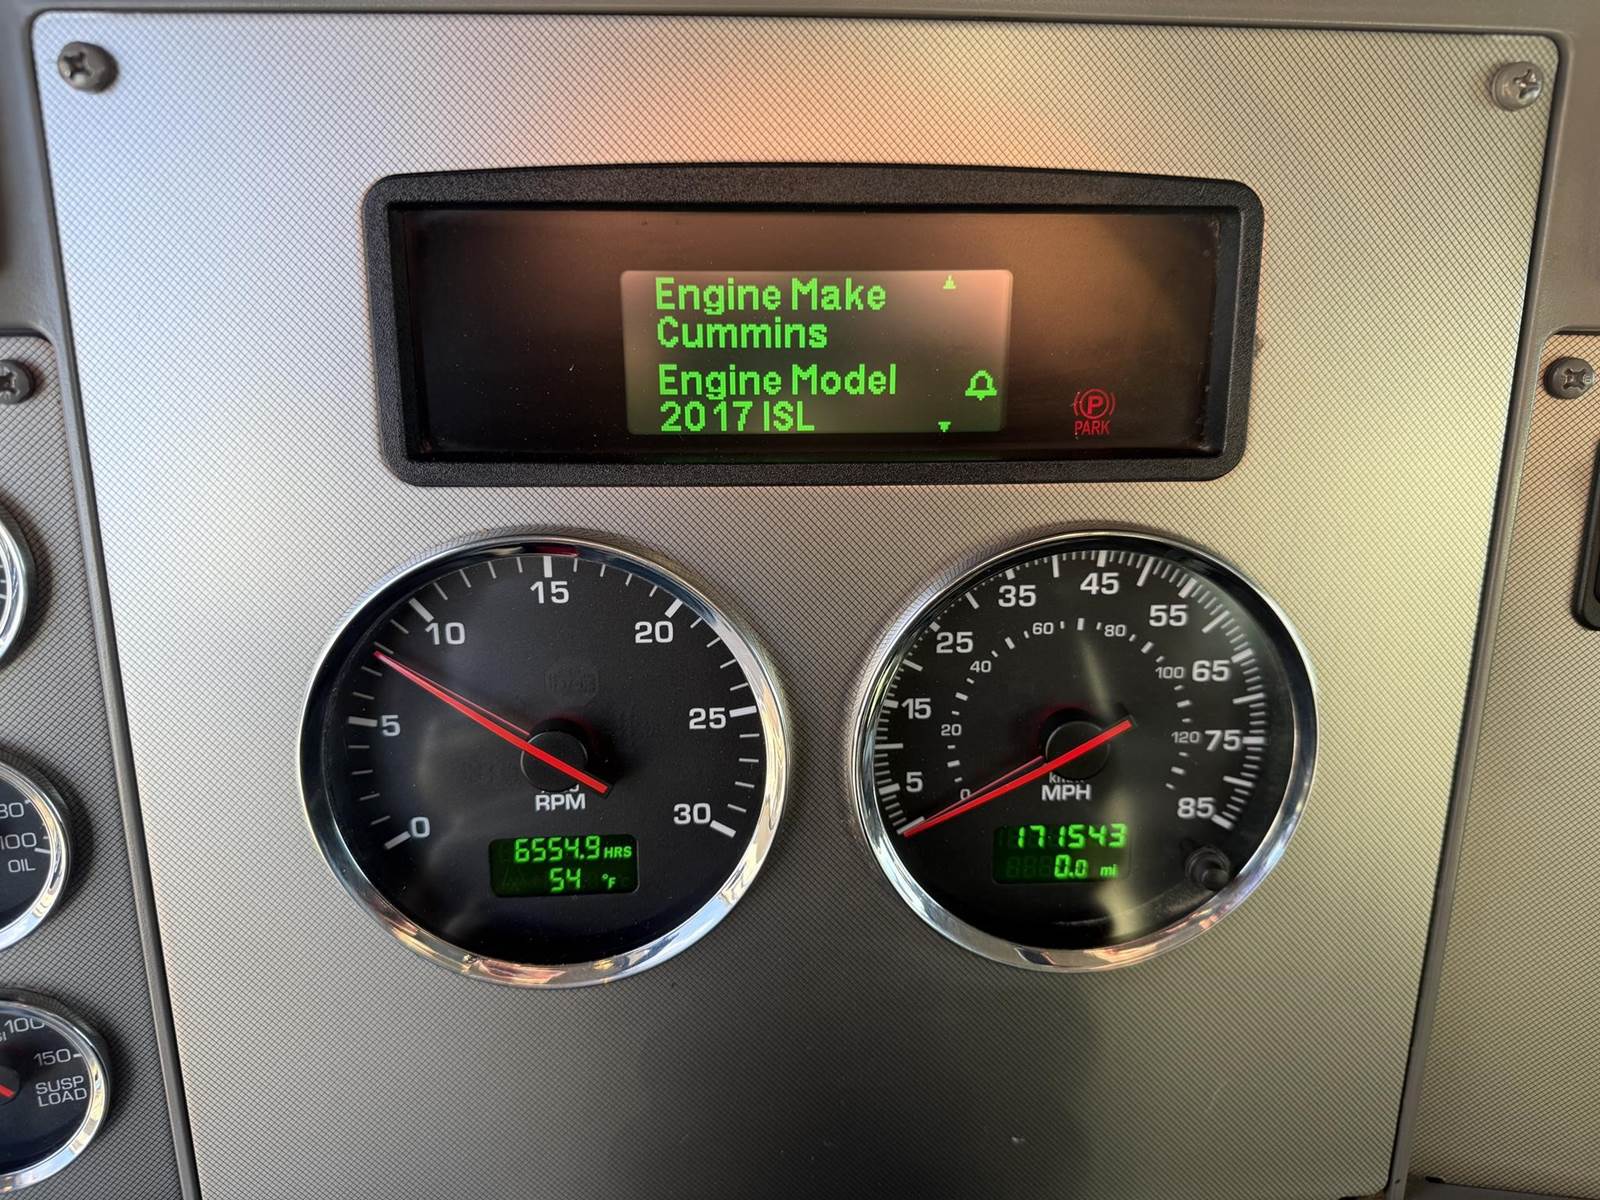 Engine Make
Cummins
Engine Model
2017 ISL
(P)
PARK
0
5
10
15
20
25
30
RPM
6554.9 HRS
54 °F
5
15
25
35
45
55
65
75
85
0
20
40
60
80
100
120
MPH
171543
0.0 mi
100
OIL
100
150
SUSP
LOAD